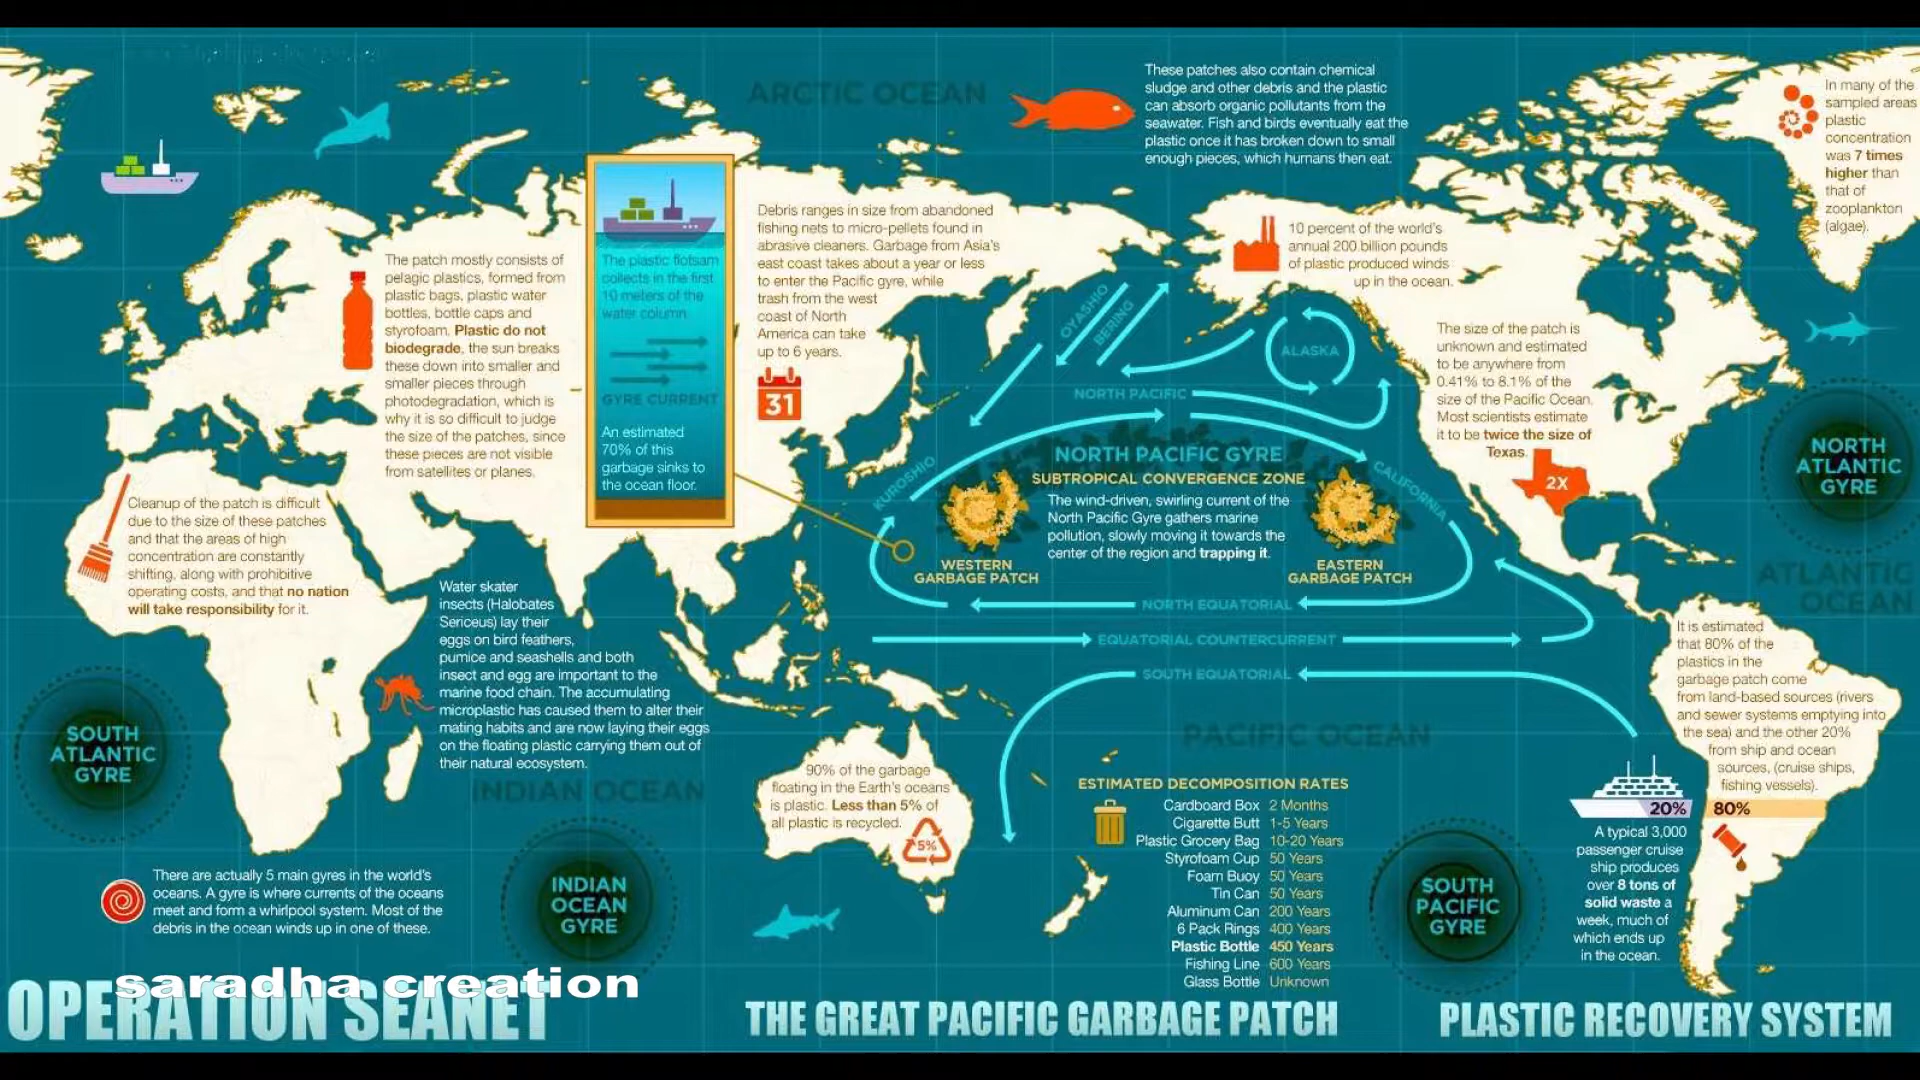 ARCTIC OCEAN
These patches also contain chemical
sludge and other debris and the plastic
can absorb organic pollutants from the
seawater. Fish and birds eventually eat the
plastic once it has broken down to small
enough pieces, which humans then eat.
In many of the
sampled areas
plastic
concentration
was 7 times
higher than
that of
zooplankton
(algae).
The patch mostly consists of
pelagic plastics, formed from
plastic bags, plastic water
bottles, bottle caps and
styrofoam. Plastic do not
biodegrade, the sun breaks
these down into smaller and
smaller pieces through
photodegradation, which is
why it is so difficult to judge
the size of the patches, since
these pieces are not visible
from satellites or planes.
The plastic flotsam
collects in the first
10 meters of the
water column.
GYRE CURRENT
An estimated
70% of this
garbage sinks to
the ocean floor.
Debris ranges in size from abandoned
fishing nets to micro-pellets found in
abrasive cleaners. Garbage from Asia's
east coast takes about a year or less
to enter the Pacific gyre, while
trash from the west
coast of North
America can take
up to 6 years.
31
10 percent of the world's
annual 200 billion pounds
of plastic produced winds
up in the ocean.
OYASHIO
BERING
ALASKA
NORTH PACIFIC
KUROSHIO
CALIFORNIA
The size of the patch is
unknown and estimated
to be anywhere from
0.41% to 8.1% of the
size of the Pacific Ocean.
Most scientists estimate
it to be twice the size of
Texas.
2X
NORTH
ATLANTIC
GYRE
ATLANTIC
OCEAN
NORTH PACIFIC GYRE
SUBTROPICAL CONVERGENCE ZONE
The wind-driven, swirling current of the
North Pacific Gyre gathers marine
pollution, slowly moving it towards the
center of the region and trapping it.
WESTERN
GARBAGE PATCH
EASTERN
GARBAGE PATCH
NORTH EQUATORIAL
EQUATORIAL COUNTERCURRENT
SOUTH EQUATORIAL
PACIFIC OCEAN
Cleanup of the patch is difficult
due to the size of these patches
and that the areas of high
concentration are constantly
shifting, along with prohibitive
operating costs, and that no nation
will take responsibility for it.
Water skater
insects (Halobates
Sericeus) lay their
eggs on bird feathers,
pumice and seashells and both
insect and egg are important to the
marine food chain. The accumulating
microplastic has caused them to alter their
mating habits and are now laying their eggs
on the floating plastic carrying them out of
their natural ecosystem.
INDIAN OCEAN
SOUTH
ATLANTIC
GYRE
It is estimated
that 80% of the
plastics in the
garbage patch come
from land-based sources (rivers
and sewer systems emptying into
the sea) and the other 20%
from ship and ocean
sources, (cruise ships,
fishing vessels).
20% 80%
A typical 3,000
passenger cruise
ship produces
over 8 tons of
solid waste a
week, much of
which ends up
in the ocean.
90% of the garbage
floating in the Earth's oceans
is plastic. Less than 5% of
all plastic is recycled.
5%
ESTIMATED DECOMPOSITION RATES
Cardboard Box 2 Months
Cigarette Butt 1-5 Years
Plastic Grocery Bag 10-20 Years
Styrofoam Cup 50 Years
Foam Buoy 50 Years
Tin Can 50 Years
Aluminum Can 200 Years
6 Pack Rings 400 Years
Plastic Bottle 450 Years
Fishing Line 600 Years
Glass Bottle Unknown
There are actually 5 main gyres in the world's
oceans. A gyre is where currents of the oceans
meet and form a whirlpool system. Most of the
debris in the ocean winds up in one of these.
INDIAN
OCEAN
GYRE
SOUTH
PACIFIC
GYRE
saradha creation
OPERATION SEANET
THE GREAT PACIFIC GARBAGE PATCH
PLASTIC RECOVERY SYSTEM